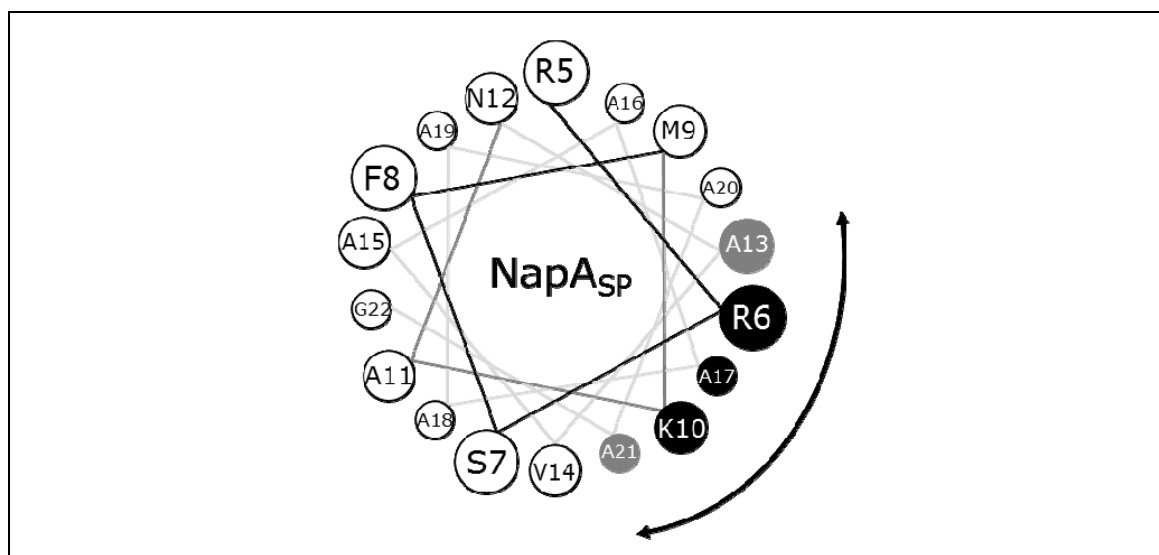 R5
N12
A16
A19
M9
F8
A20
A15
A13
NapASP
G22
R6
A11
A17
A18
K10
S7
V14
A21